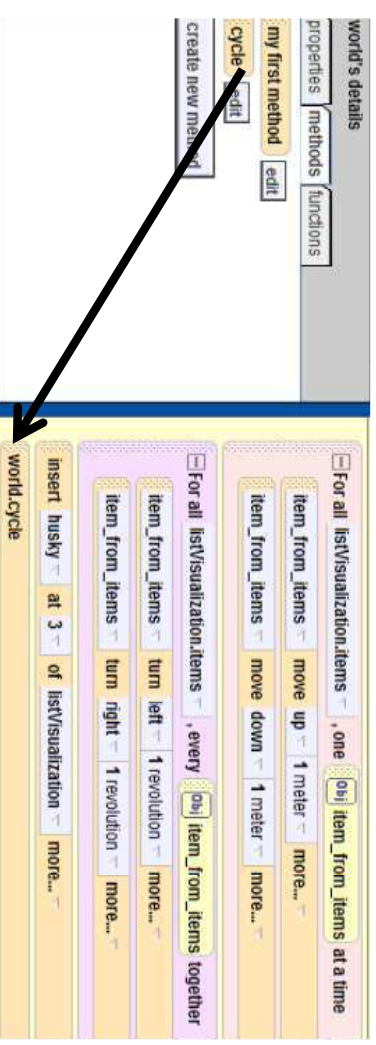 world's details
properties methods functions
my first method edit
cycle edit
create new method
For all listVisualization.items , one Obj item_from_items at a time
item_from_items move up 1 meter more...
item_from_items move down 1 meter more...
For all listVisualization.items , every Obj item_from_items together
item_from_items turn left 1 revolution more...
item_from_items turn right 1 revolution more...
insert husky at 3 of listVisualization more...
world.cycle